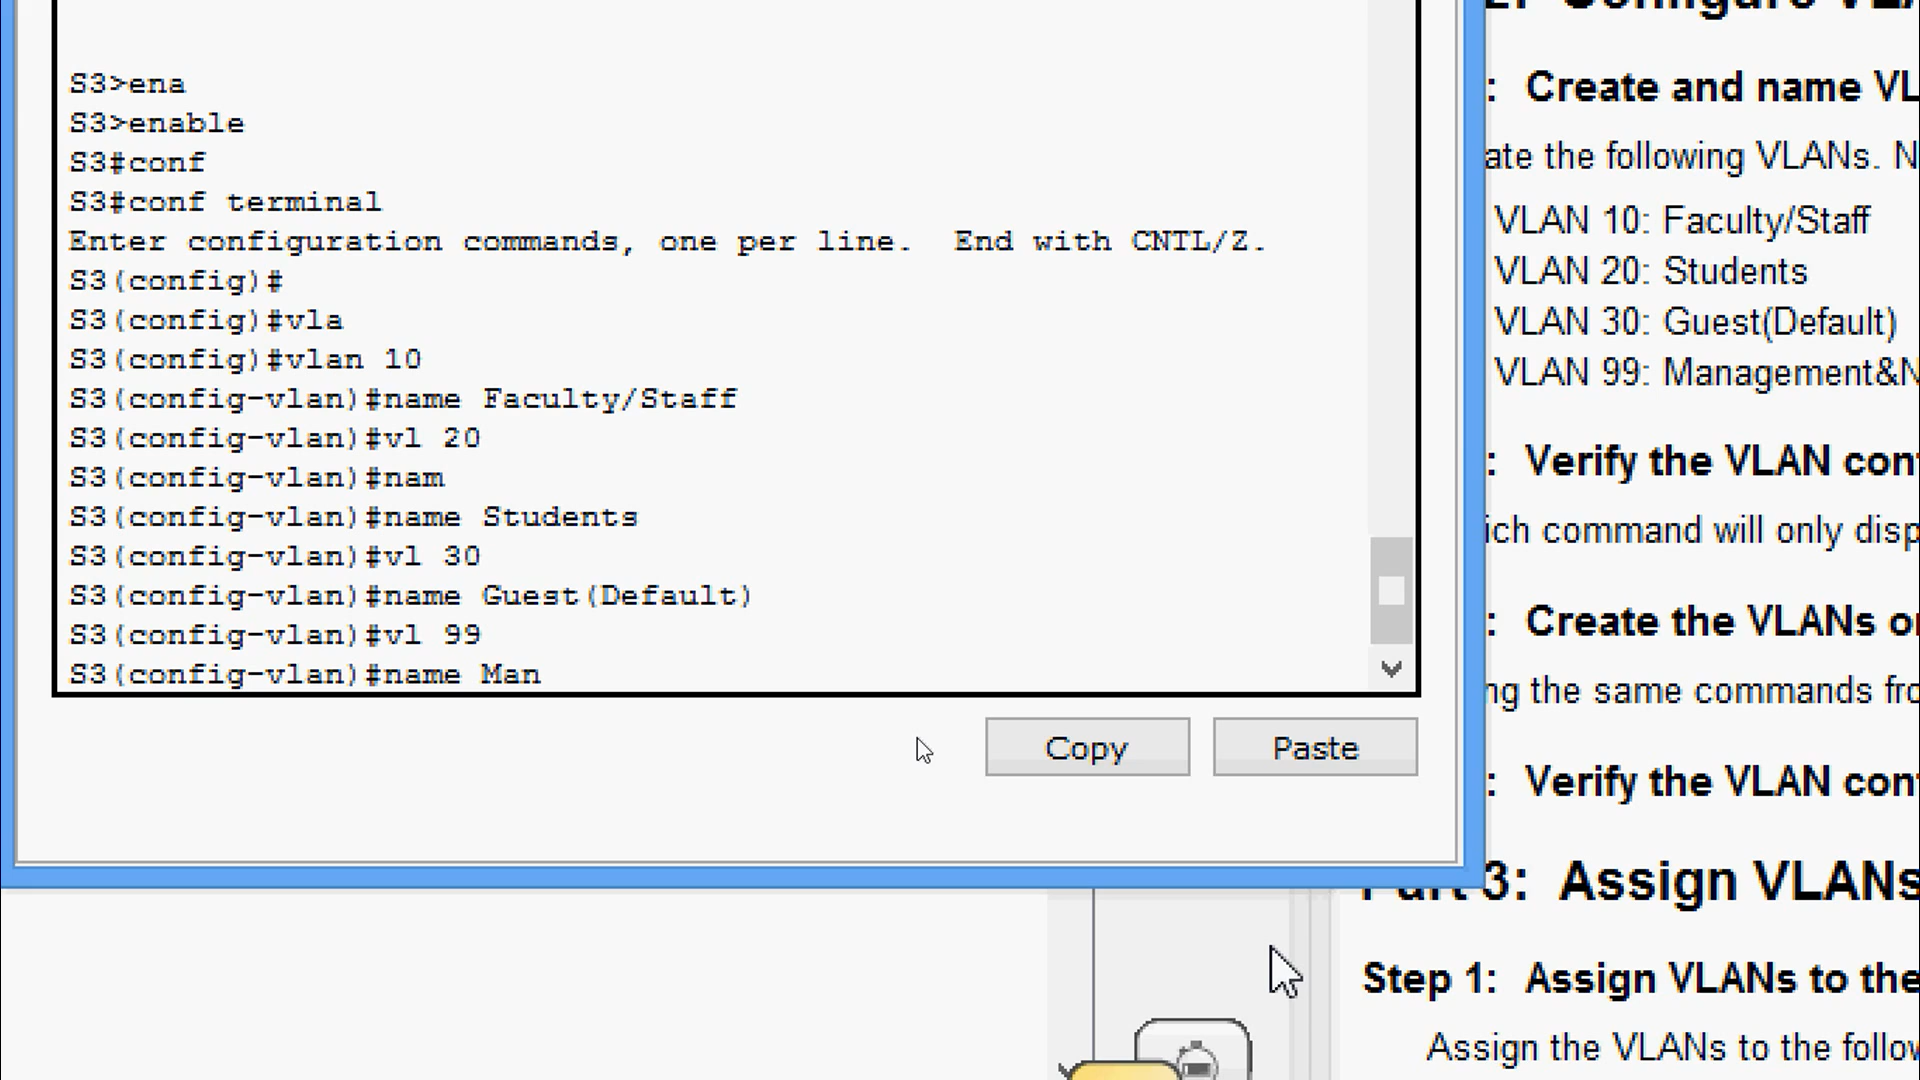 S3>ena
S3>enable
S3#conf
S3#conf terminal
Enter configuration commands, one per line.  End with CNTL/Z.
S3(config)#
S3(config)#vla
S3(config)#vlan 10
S3(config-vlan)#name Faculty/Staff
S3(config-vlan)#vl 20
S3(config-vlan)#nam
S3(config-vlan)#name Students
S3(config-vlan)#vl 30
S3(config-vlan)#name Guest(Default)
S3(config-vlan)#vl 99
S3(config-vlan)#name Man
Copy
Paste
Configure VLA
: Create and name VL
ate the following VLANs. N
VLAN 10: Faculty/Staff
VLAN 20: Students
VLAN 30: Guest(Default)
VLAN 99: Management&N
: Verify the VLAN con
ich command will only disp
: Create the VLANs o
ng the same commands fro
: Verify the VLAN con
Part 3: Assign VLANs
Step 1: Assign VLANs to the
Assign the VLANs to the follow